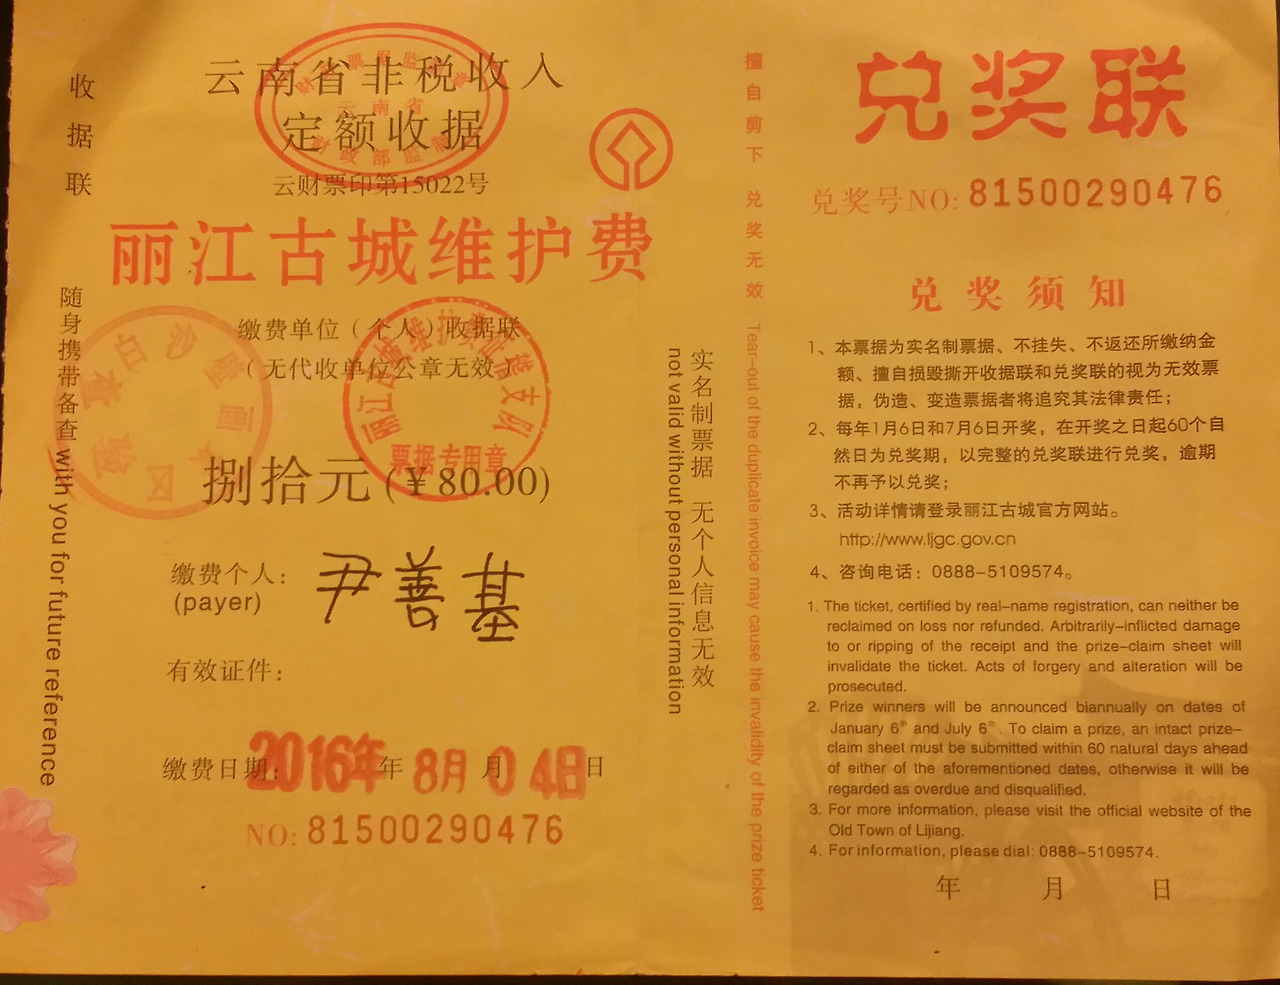 收据联
云南省非税收入
定额收据
云财票印第15022号
丽江古城维护费
缴费单位（个人）收据联
（无代收单位公章无效）
捌拾元(￥80.00)
票据专用章
缴费个人：尹善基
(payer)
有效证件：
缴费日期：2016年 年 8月 月 04日 日
NO: 81500290476
随身携带备查 with you for future reference
实名制票据 无个人信息无效
not valid without personal information
擅自剪下 兑奖无效 Tear-out of the duplicate invoice may cause the invalidity of the prize ticket
兑奖联
兑奖号NO: 81500290476
兑奖须知
1、本票据为实名制票据、不挂失、不返还所缴纳金
额、擅自损毁撕开收据联和兑奖联的视为无效票
据，伪造、变造票据者将追究其法律责任；
2、每年1月6日和7月6日开奖，在开奖之日起60个自
然日为兑奖期，以完整的兑奖联进行兑奖，逾期
不再予以兑奖；
3、活动详情请登录丽江古城官方网站。
http://www.ljgc.gov.cn
4、咨询电话：0888-5109574。
1. The ticket, certified by real-name registration, can neither be
reclaimed on loss nor refunded. Arbitrarily-inflicted damage
to or ripping of the receipt and the prize-claim sheet will
invalidate the ticket. Acts of forgery and alteration will be
prosecuted.
2. Prize winners will be announced biannually on dates of
January 6th and July 6th. To claim a prize, an intact prize-
claim sheet must be submitted within 60 natural days ahead
of either of the aforementioned dates, otherwise it will be
regarded as overdue and disqualified.
3. For more information, please visit the official website of the
Old Town of Lijiang.
4. For information, please dial: 0888-5109574.
年 月 日